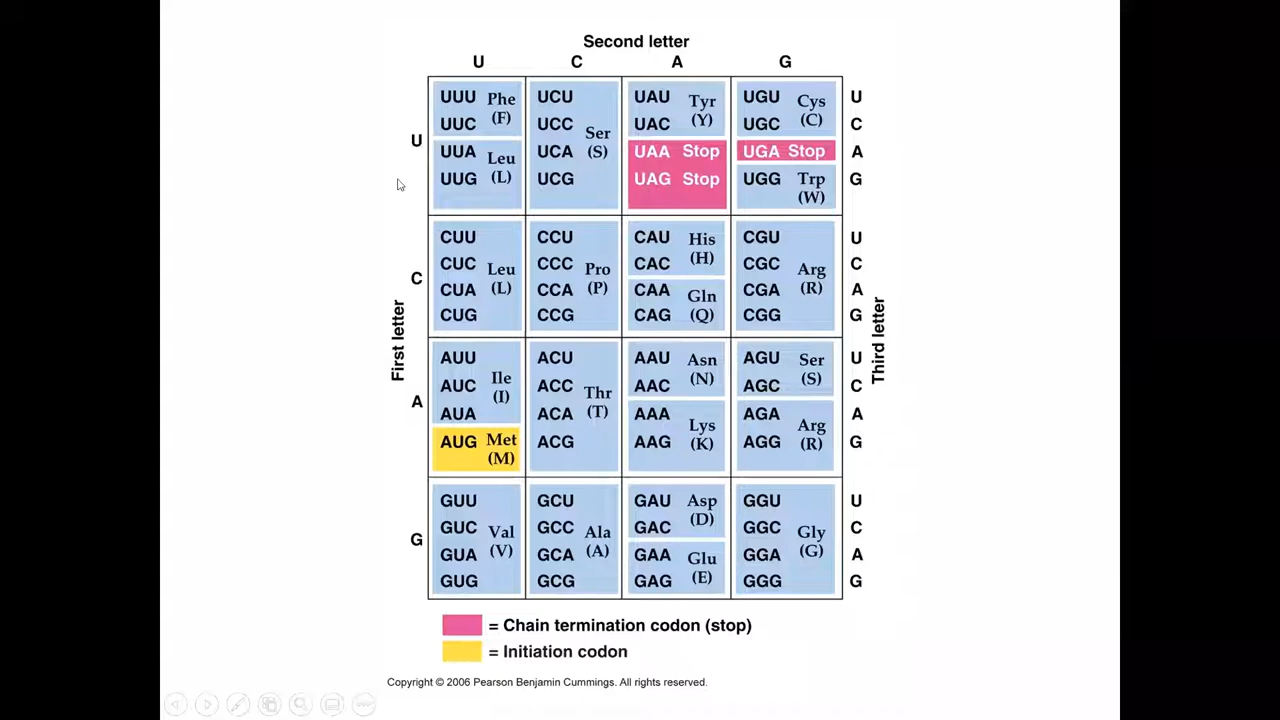 Second letter
U C A G
U
UUU Phe (F) UCU Ser (S) UAU Tyr (Y) UGU Cys (C) U
UUC UCC UAC UGC C
UUA Leu (L) UCA UAA Stop UGA Stop A
UUG UCG UAG Stop UGG Trp (W) G
C
CUU Leu (L) CCU Pro (P) CAU His (H) CGU Arg (R) U
CUC CCC CAC CGC C
CUA CCA CAA Gln (Q) CGA A
CUG CCG CAG CGG G
First letter
Third letter
A
AUU Ile (I) ACU Thr (T) AAU Asn (N) AGU Ser (S) U
AUC ACC AAC AGC C
AUA ACA AAA Lys (K) AGA Arg (R) A
AUG Met (M) ACG AAG AGG G
G
GUU Val (V) GCU Ala (A) GAU Asp (D) GGU Gly (G) U
GUC GCC GAC GGC C
GUA GCA GAA Glu (E) GGA A
GUG GCG GAG GGG G
= Chain termination codon (stop)
= Initiation codon
Copyright © 2006 Pearson Benjamin Cummings. All rights reserved.